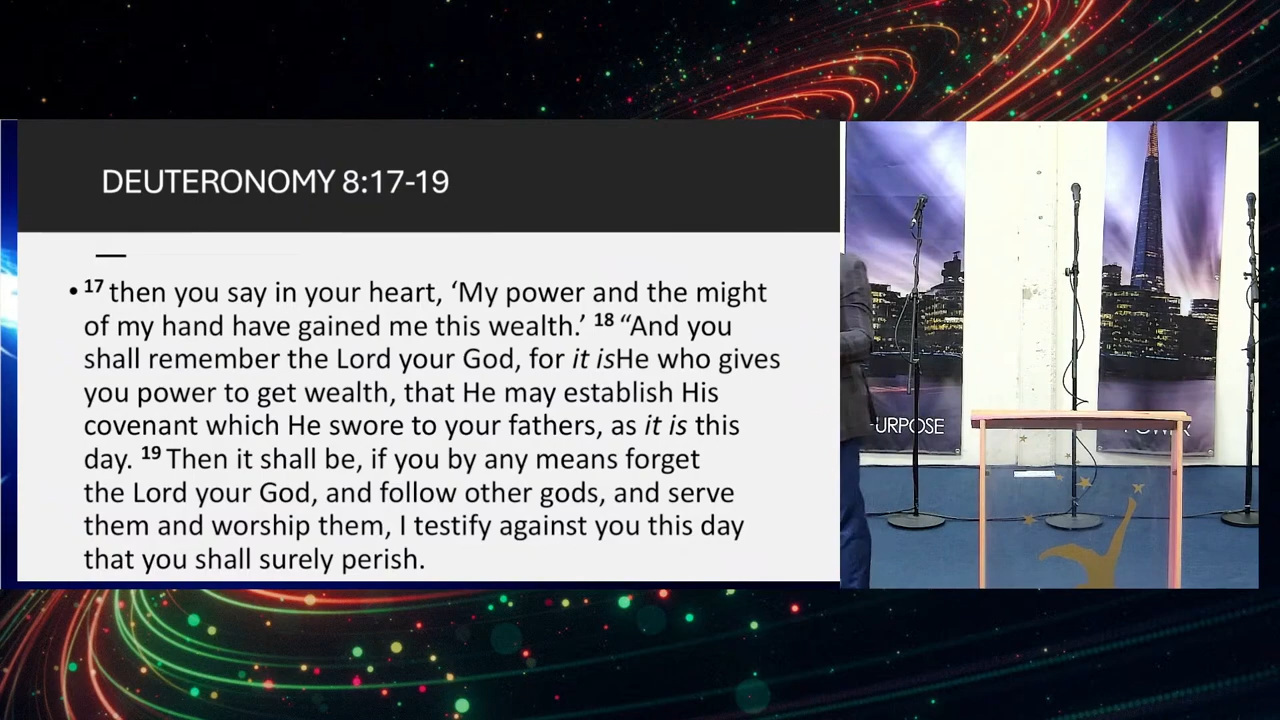 DEUTERONOMY 8:17-19
• 17 then you say in your heart, ‘My power and the might
of my hand have gained me this wealth.’ 18 “And you
shall remember the Lord your God, for it isHe who gives
you power to get wealth, that He may establish His
covenant which He swore to your fathers, as it is this
day. 19 Then it shall be, if you by any means forget
the Lord your God, and follow other gods, and serve
them and worship them, I testify against you this day
that you shall surely perish.
URPOSE
POWER